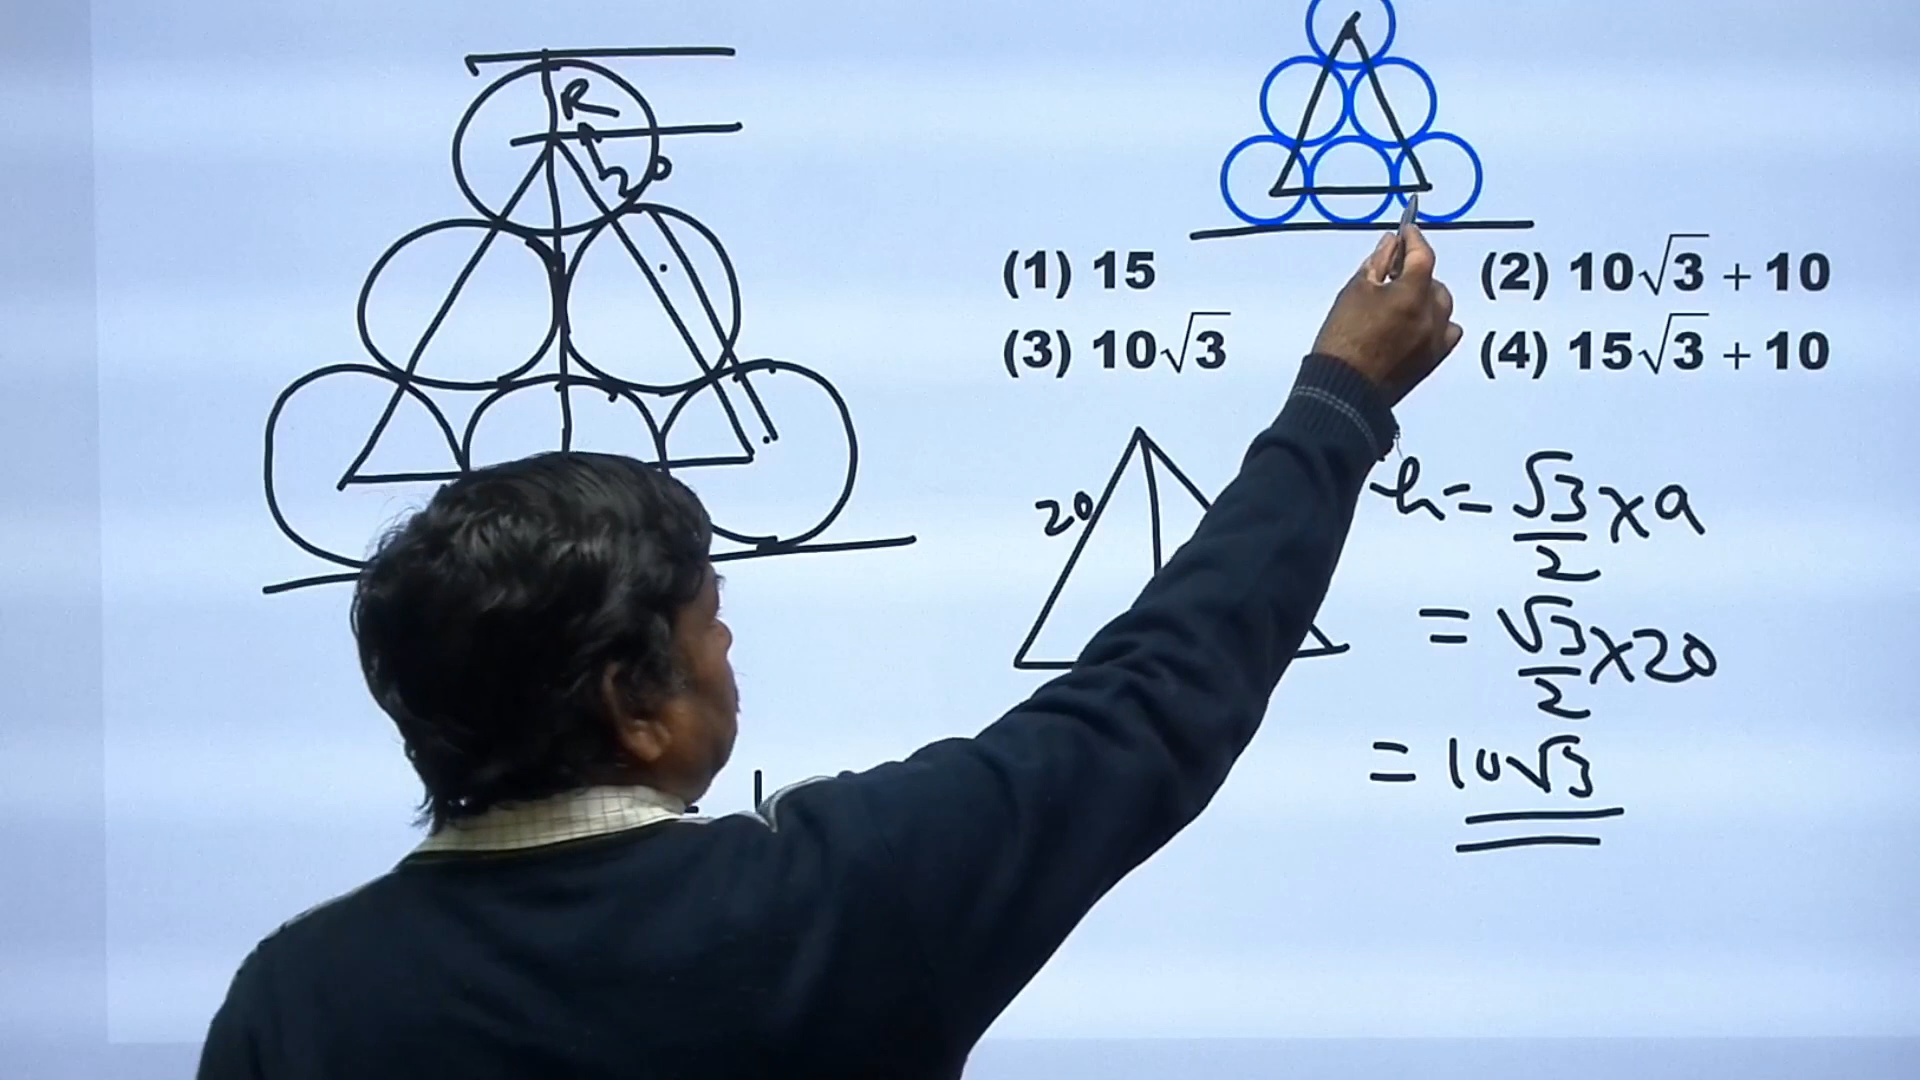 R
20
(1) 15
(2) 10√3 + 10
(3) 10√3
(4) 15√3 + 10
20
h = √3/2 × a
= √3/2 × 20
= 10√3